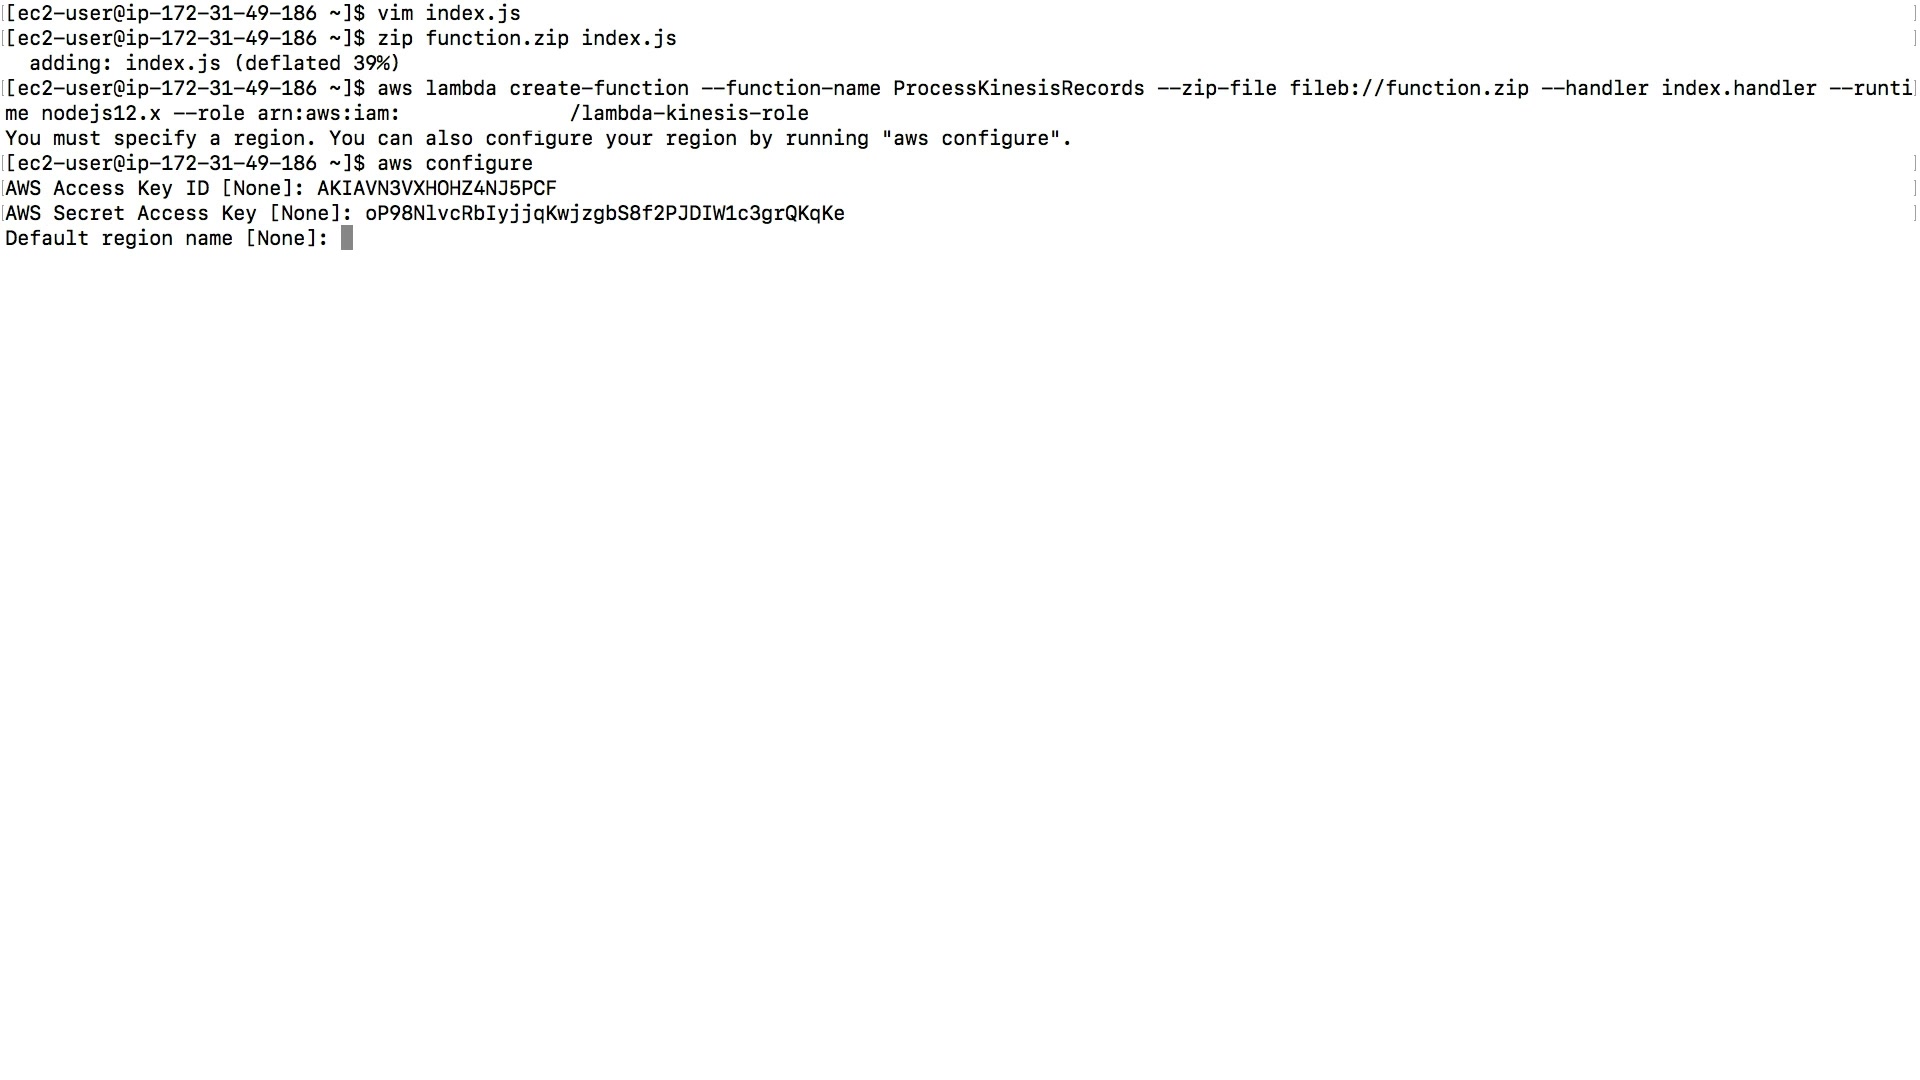 [[ec2-user@ip-172-31-49-186 ~]$ vim index.js ]
[[ec2-user@ip-172-31-49-186 ~]$ zip function.zip index.js ]
  adding: index.js (deflated 39%)
[[ec2-user@ip-172-31-49-186 ~]$ aws lambda create-function --function-name ProcessKinesisRecords --zip-file fileb://function.zip --handler index.handler --runti]
me nodejs12.x --role arn:aws:iam: /lambda-kinesis-role
You must specify a region. You can also configure your region by running "aws configure".
[[ec2-user@ip-172-31-49-186 ~]$ aws configure ]
[AWS Access Key ID [None]: AKIAVN3VXHOHZ4NJ5PCF ]
[AWS Secret Access Key [None]: oP98NlvcRbIyjjqKwjzgbS8f2PJDIW1c3grQKqKe ]
Default region name [None]: